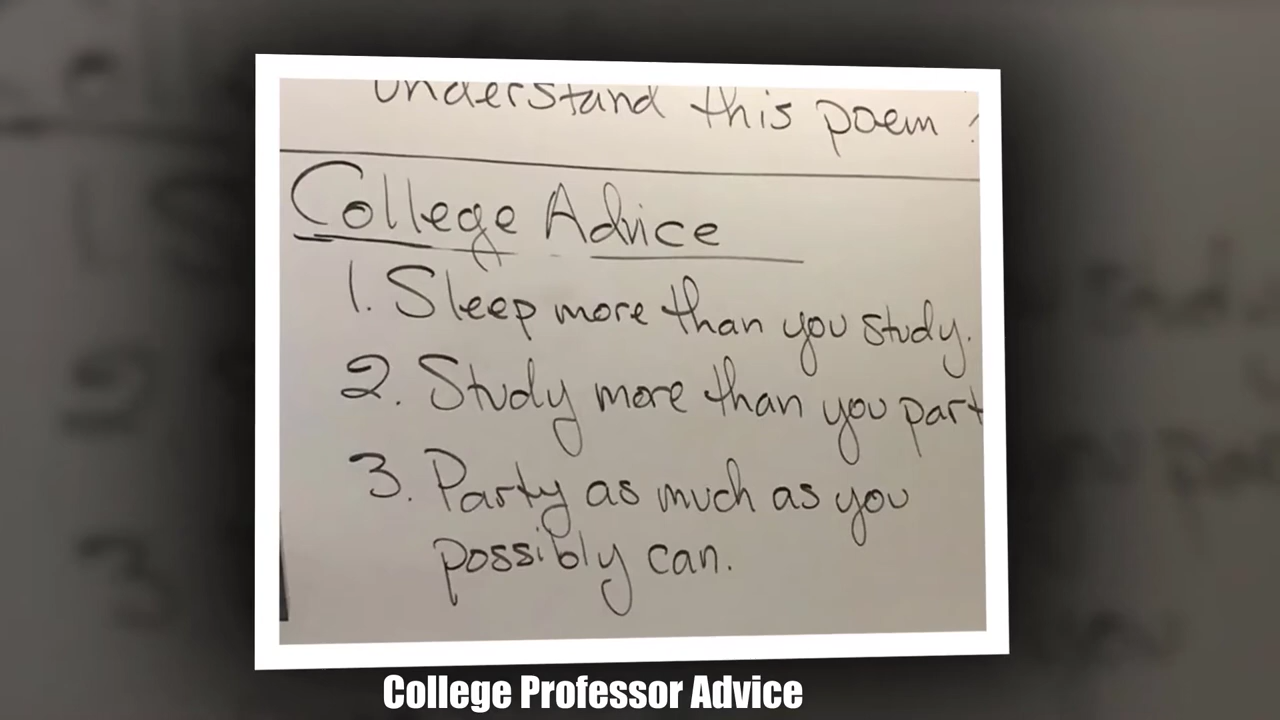 understand this poem ?
College Advice
1. Sleep more than you study.
2. Study more than you part
3. Party as much as you
possibly can.
College Professor Advice